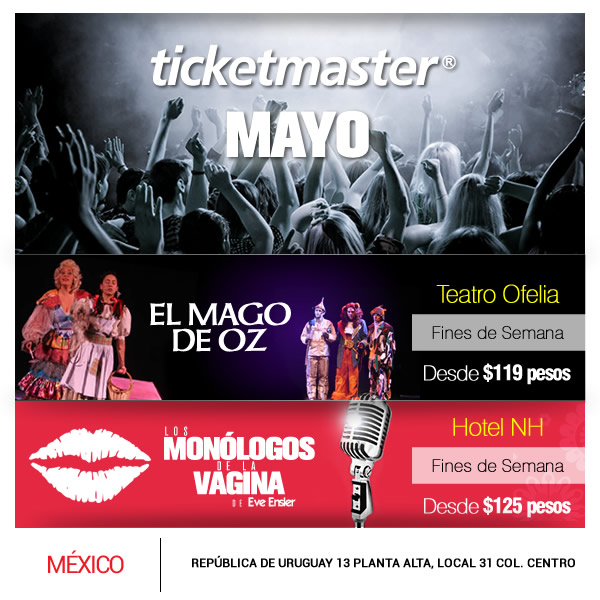 ticketmaster®
MAYO
EL MAGO
DE OZ
Teatro Ofelia
Fines de Semana
Desde $119 pesos
LOS
MONÓLOGOS
DE LA
VAGINA
DE Eve Ensler
Hotel NH
Fines de Semana
Desde $125 pesos
MÉXICO
REPÚBLICA DE URUGUAY 13 PLANTA ALTA, LOCAL 31 COL. CENTRO